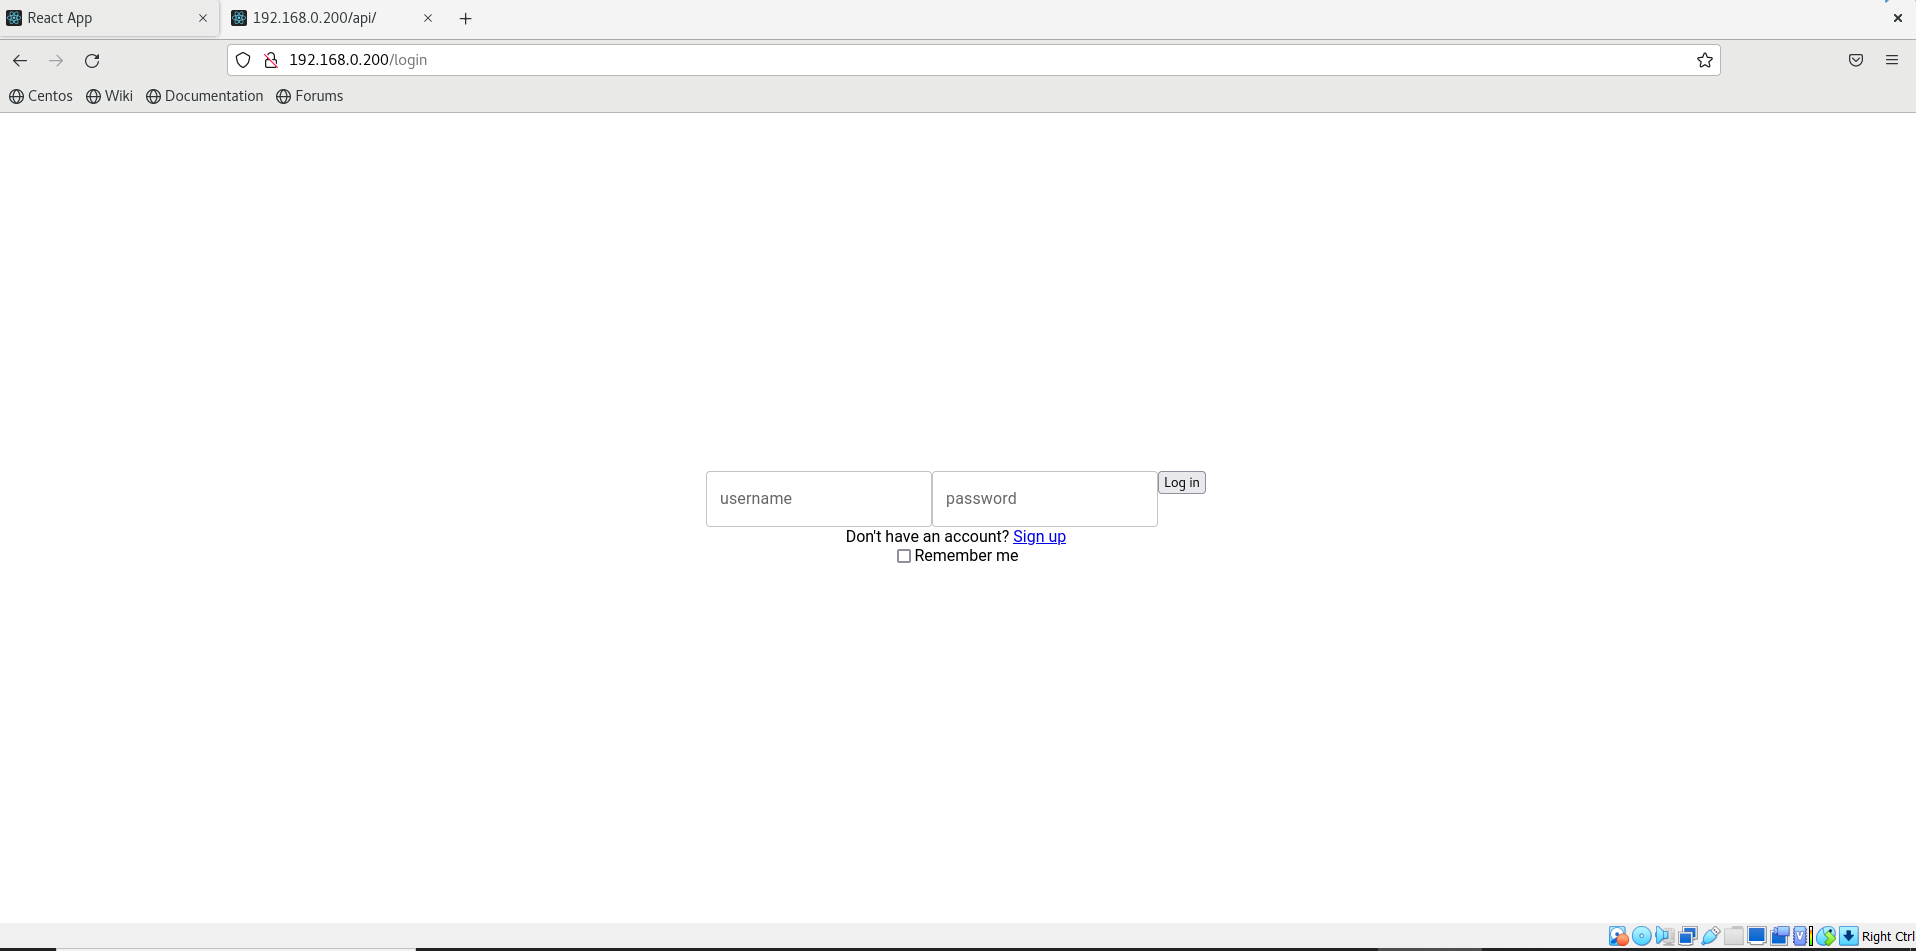 React App
192.168.0.200/api/
192.168.0.200/login
Centos Wiki Documentation Forums
username password Log in
Don't have an account? Sign up
Remember me
Right Ctrl